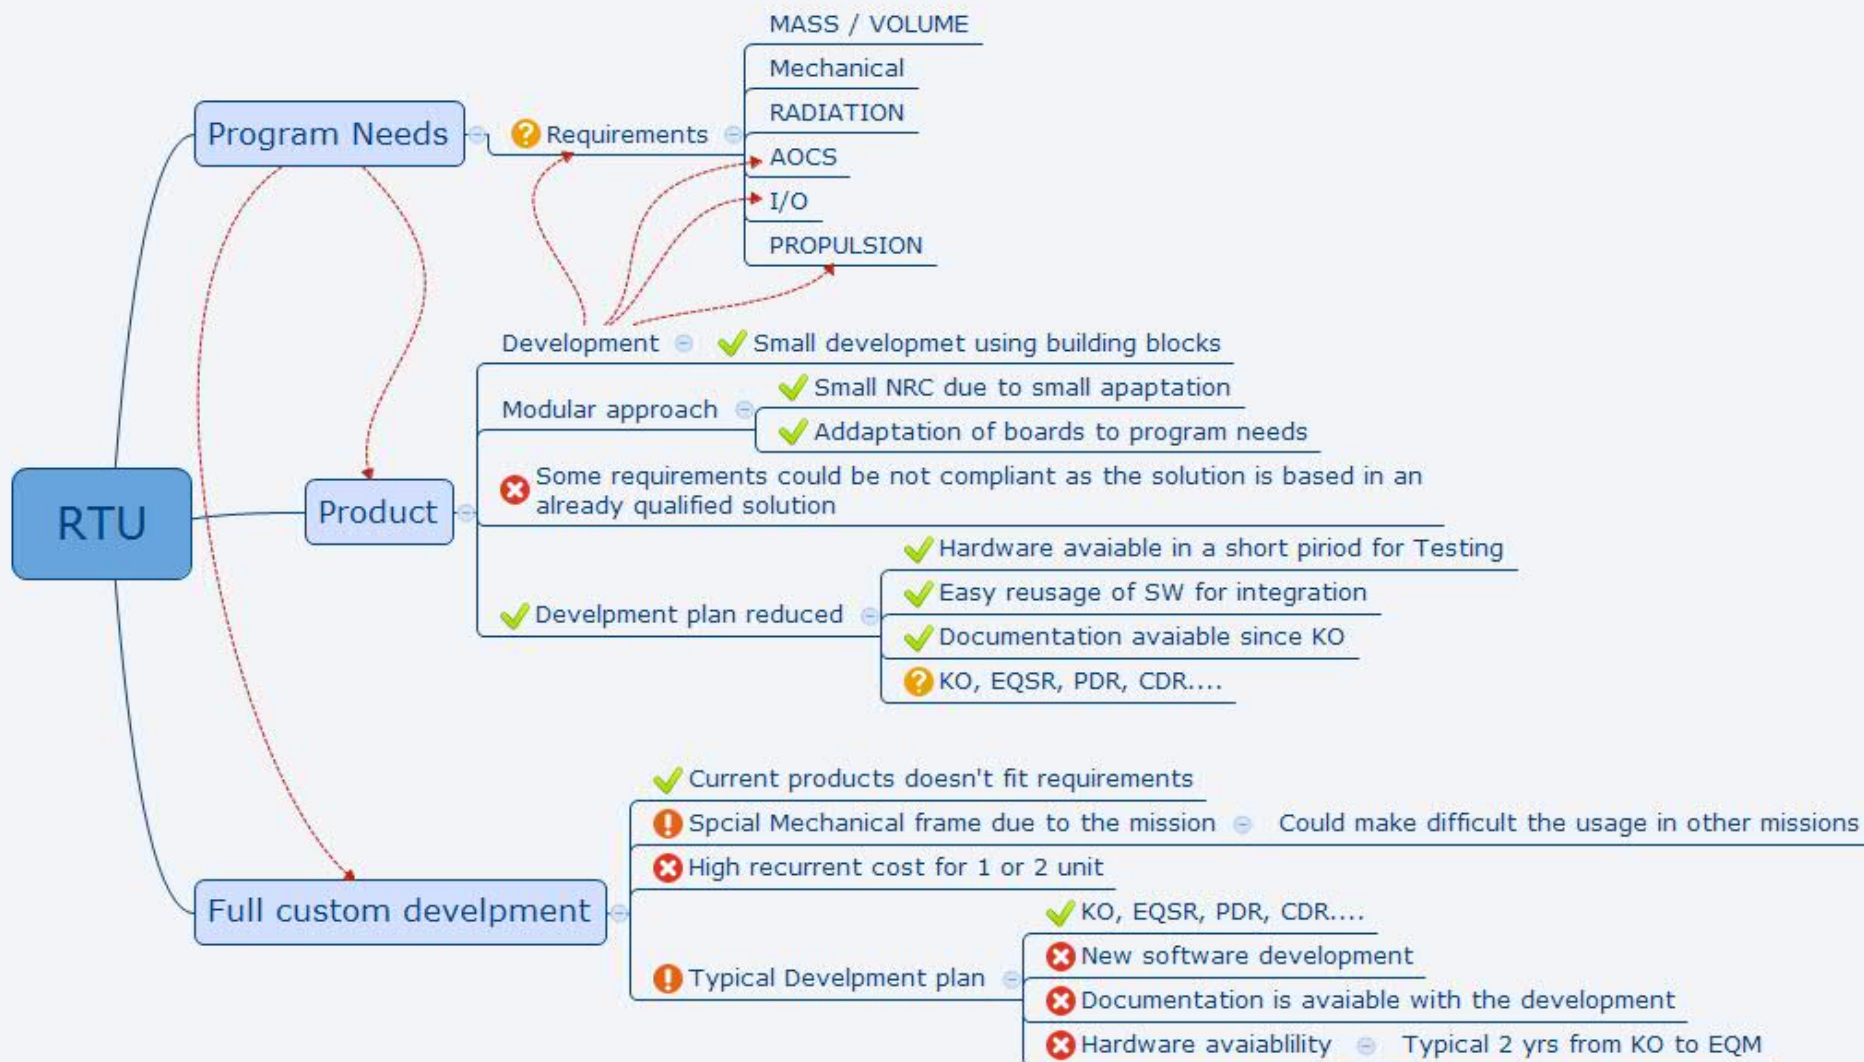 MASS / VOLUME
Mechanical
RADIATION
Program Needs
Requirements
AOCS
I/O
PROPULSION
Development
Small developmet using building blocks
Small NRC due to small apaptation
Modular approach
Addaptation of boards to program needs
Some requirements could be not compliant as the solution is based in an
already qualified solution
RTU
Product
Hardware avaiable in a short piriod for Testing
Easy reusage of SW for integration
Develpment plan reduced
Documentation avaiable since KO
KO, EQSR, PDR, CDR....
Current products doesn't fit requirements
Spcial Mechanical frame due to the mission
Could make difficult the usage in other missions
High recurrent cost for 1 or 2 unit
Full custom develpment
KO, EQSR, PDR, CDR....
New software development
Typical Develpment plan
Documentation is avaiable with the development
Hardware avaiablility
Typical 2 yrs from KO to EQM